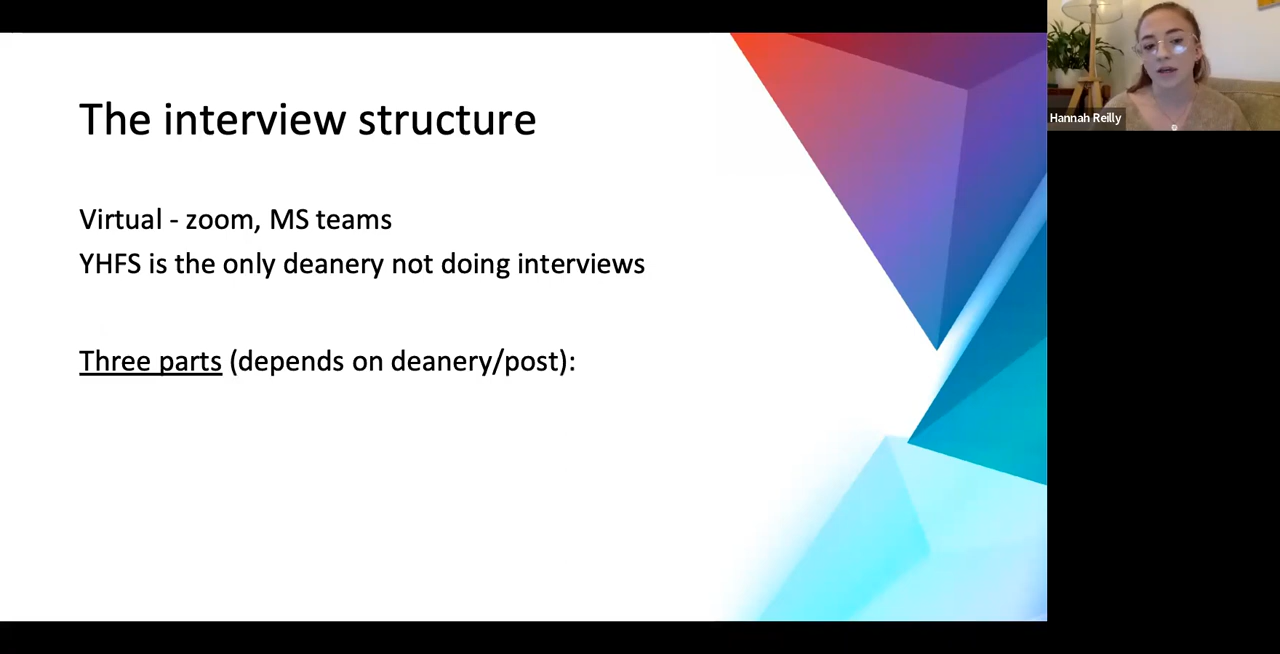 The interview structure
Virtual - zoom, MS teams
YHFS is the only deanery not doing interviews
Three parts (depends on deanery/post):
Hannah Reilly